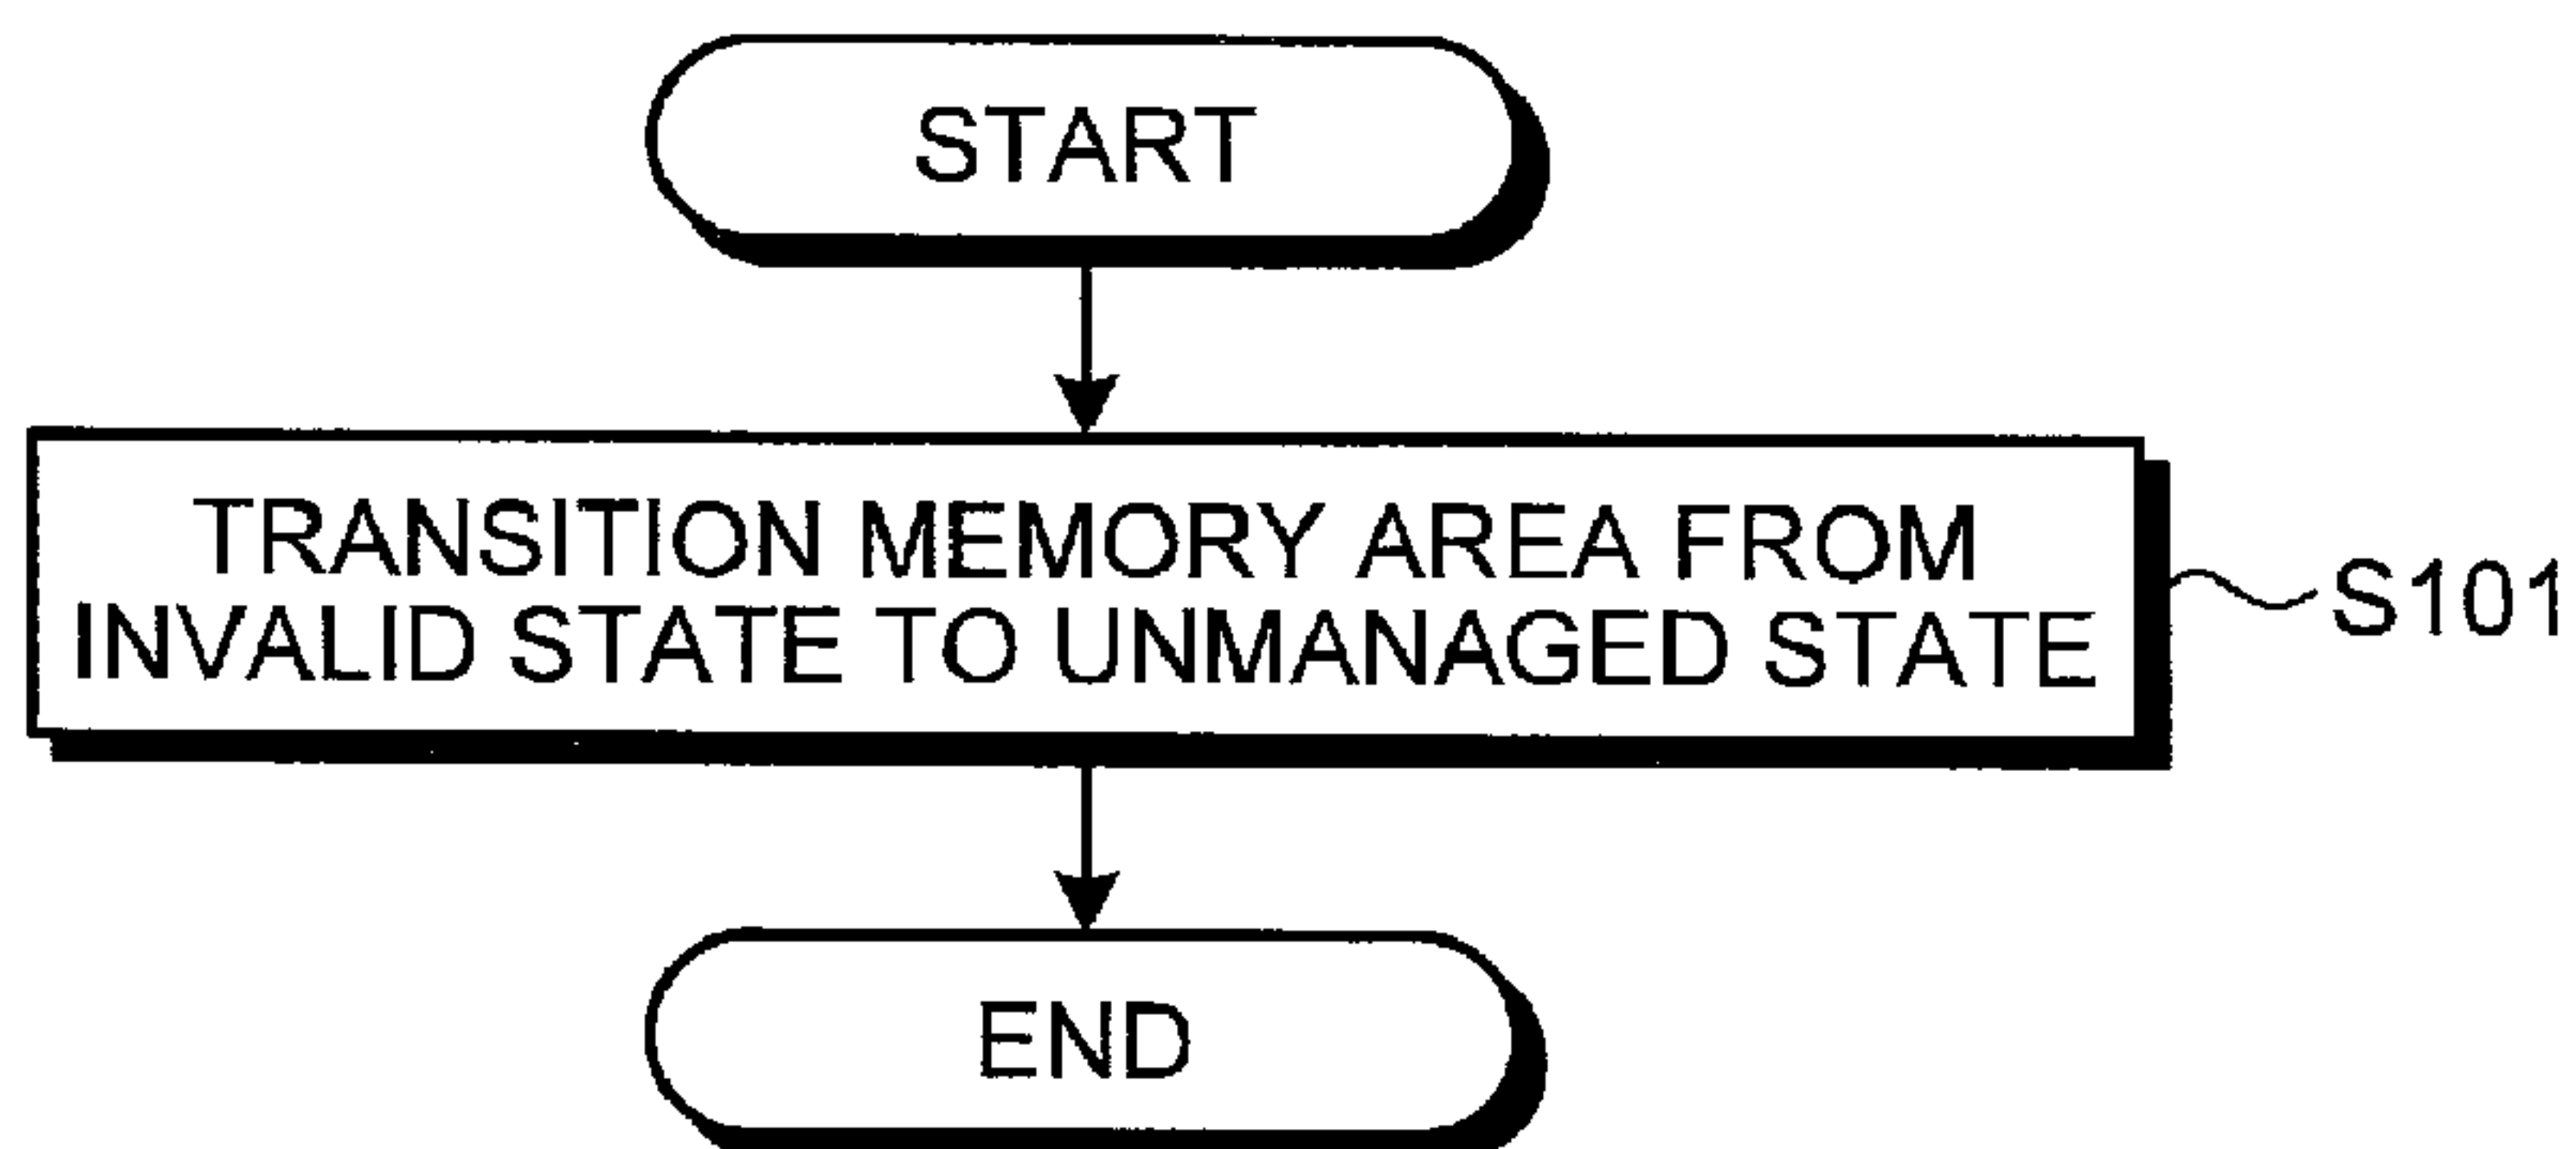 START
TRANSITION MEMORY AREA FROM
INVALID STATE TO UNMANAGED STATE
S101
END